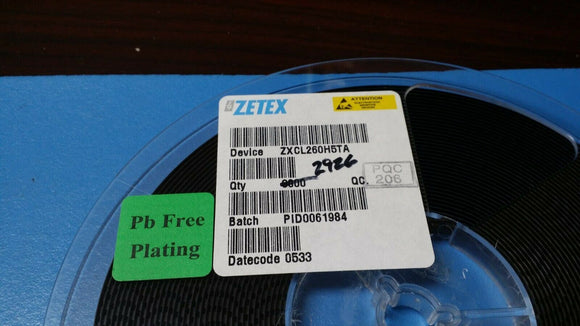 ZETEX
ATTENTION
Device ZXCL260H5TA
2926
Qty 3000 QC.
PQC
206
Batch PID0061984
Datecode 0533
Pb Free
Plating